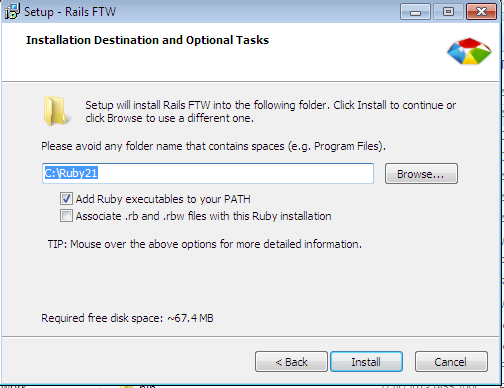 Setup - Rails FTW
Installation Destination and Optional Tasks
Setup will install Rails FTW into the following folder. Click Install to continue or
click Browse to use a different one.
Please avoid any folder name that contains spaces (e.g. Program Files).
C:\Ruby21
Browse...
Add Ruby executables to your PATH
Associate .rb and .rbw files with this Ruby installation
TIP: Mouse over the above options for more detailed information.
Required free disk space: ~67.4 MB
< Back
Install
Cancel